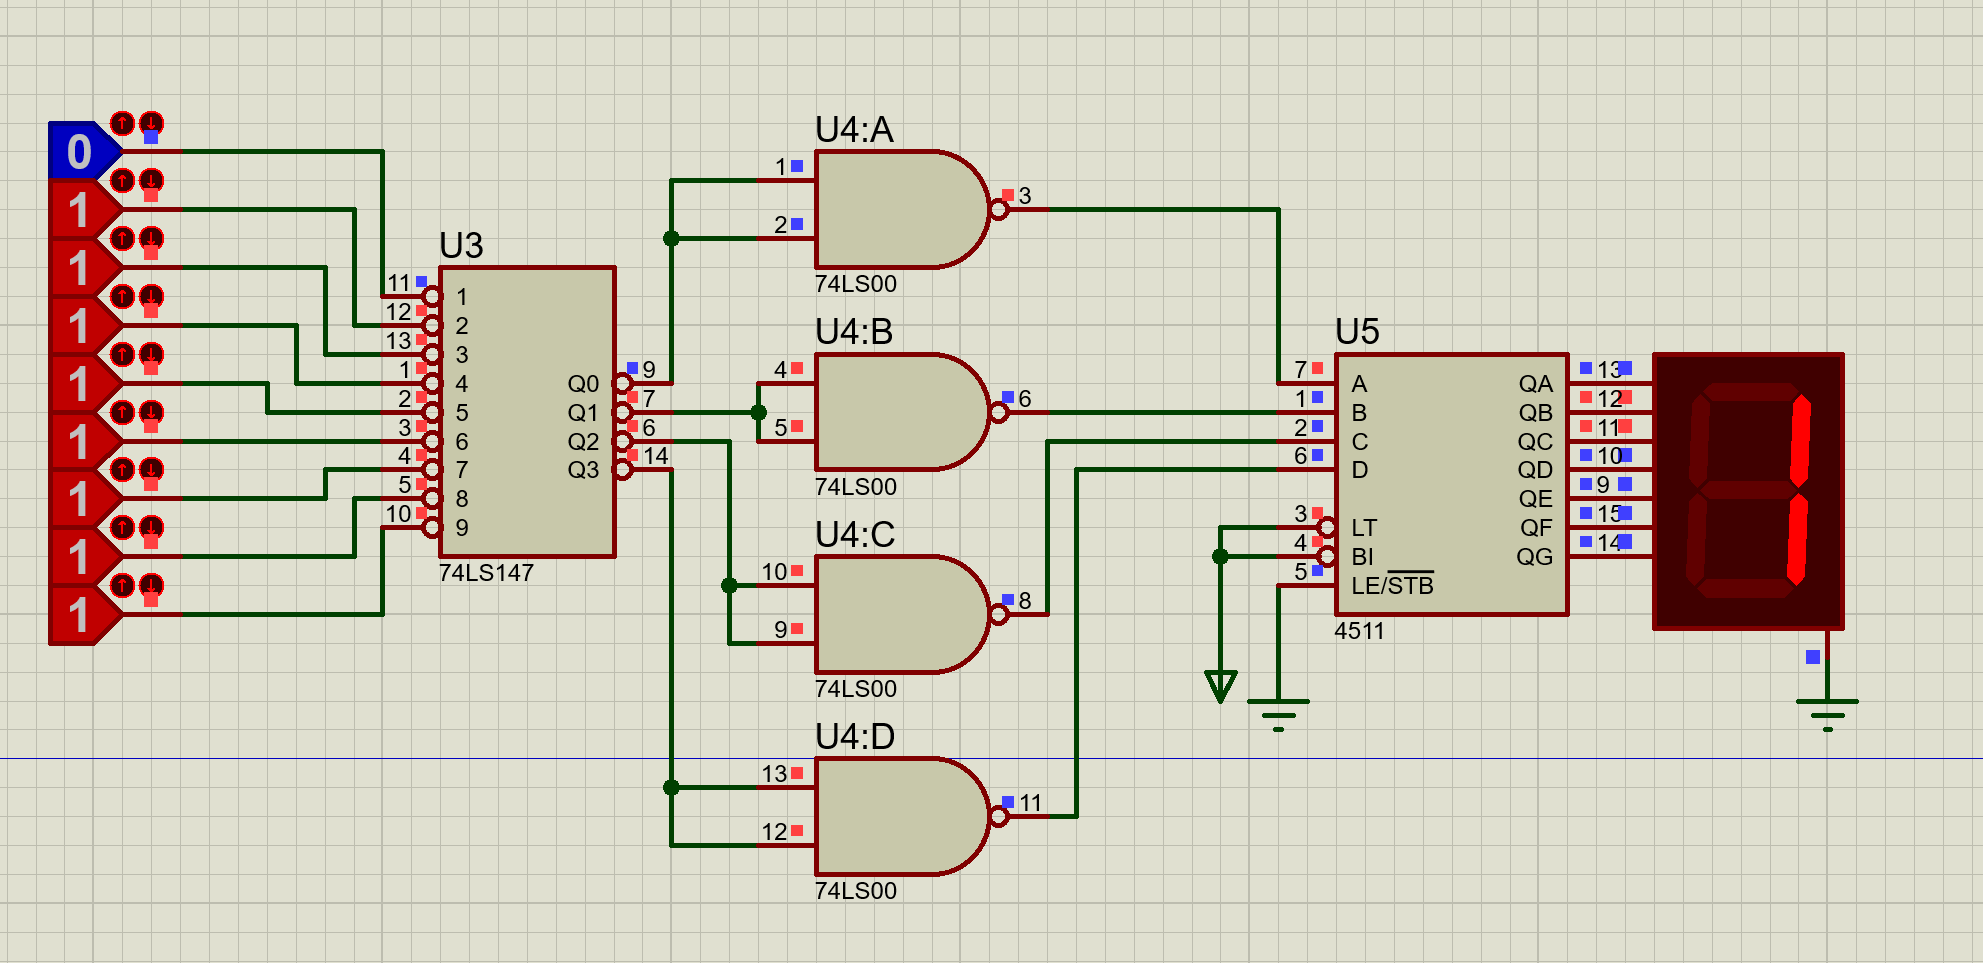 0
1
1
1
1
1
1
1
1
U3
11 1
12 2
13 3
1 4
2 5
3 6
4 7
5 8
10 9
Q0 9
Q1 7
Q2 6
Q3 14
74LS147
U4:A
1
2
3
74LS00
U4:B
4
5
6
74LS00
U4:C
10
9
8
74LS00
U4:D
13
12
11
74LS00
U5
7 A QA 13
1 B QB 12
2 C QC 11
6 D QD 10
QE 9
3 LT QF 15
4 BI QG 14
5 LE/STB
4511
1